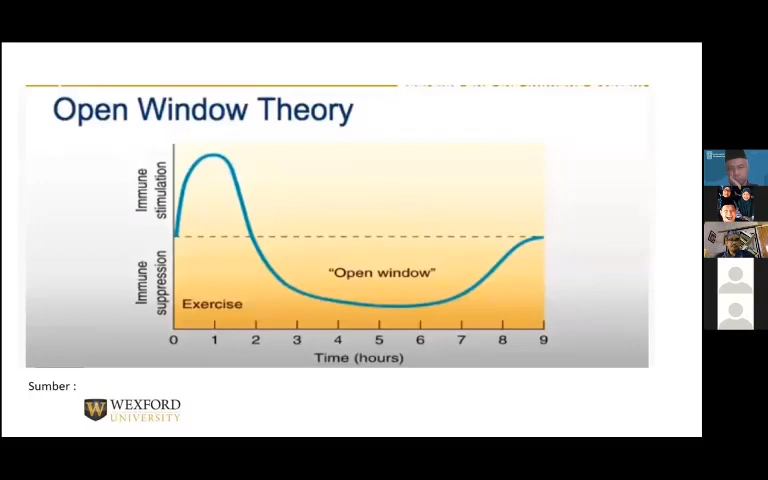 Open Window Theory
Immune
stimulation
Immune
suppression
"Open window"
Exercise
0 1 2 3 4 5 6 7 8 9
Time (hours)
Sumber :
W WEXFORD
UNIVERSITY